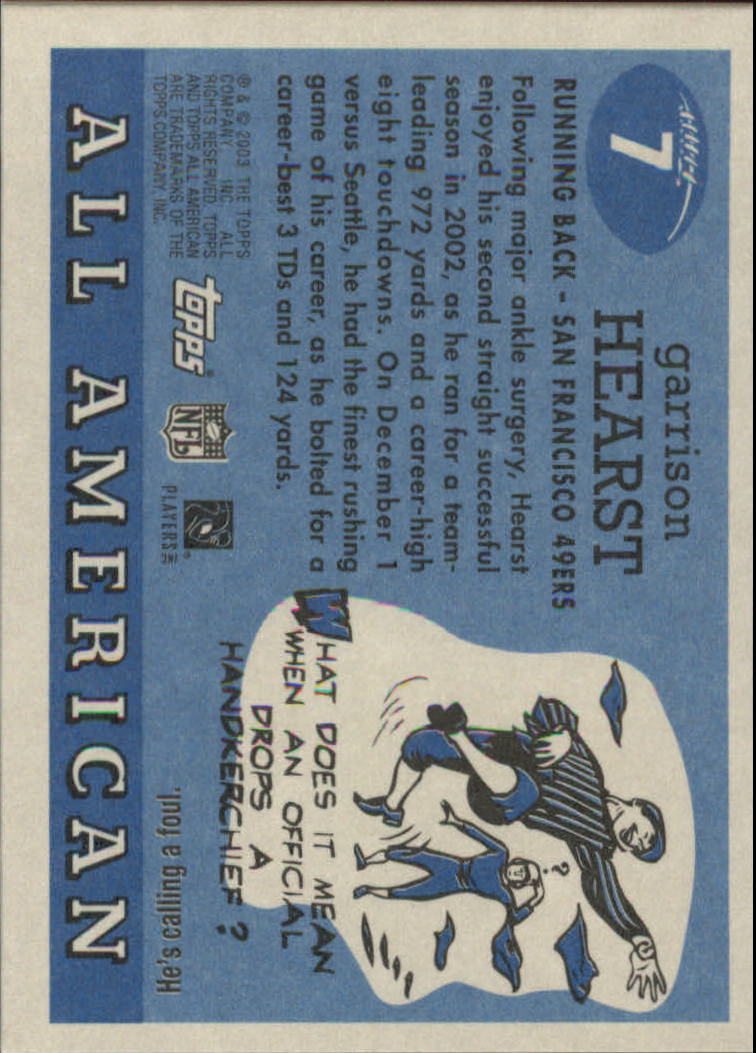 7
garrison
HEARST
RUNNING BACK - SAN FRANCISCO 49ERS
Following major ankle surgery, Hearst
enjoyed his second straight successful
season in 2002, as he ran for a team-
leading 972 yards and a career-high
eight touchdowns. On December 1
versus Seattle, he had the finest rushing
game of his career, as he bolted for a
career-best 3 TDs and 124 yards.
® & © 2003 THE TOPPS
COMPANY, INC. ALL
RIGHTS RESERVED. TOPPS
AND TOPPS ALL AMERICAN
ARE TRADEMARKS OF THE
TOPPS COMPANY, INC.
topps®
NFL
PLAYERS INC
?
WHAT DOES IT MEAN
WHEN AN OFFICIAL
DROPS A
HANDKERCHIEF?
He's calling a foul.
ALL AMERICAN